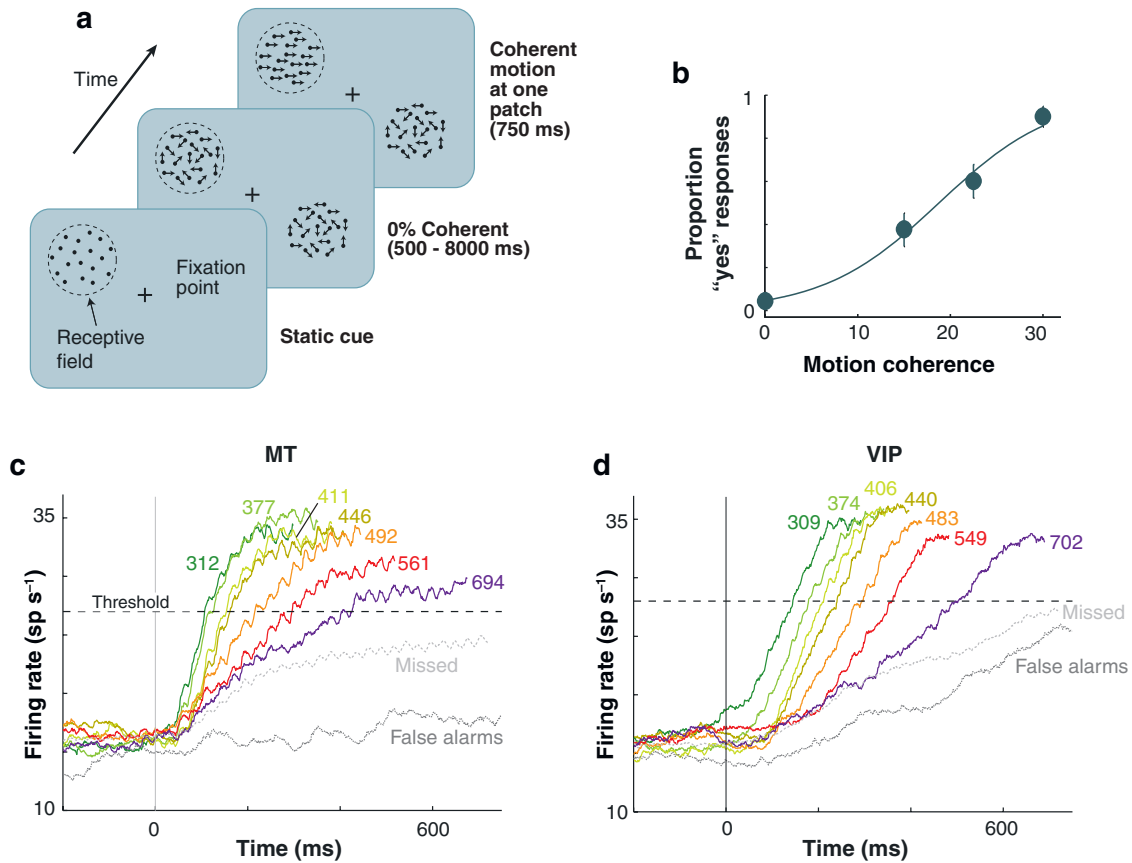 a
Time
Coherent
motion
at one
patch
(750 ms)
0% Coherent
(500 - 8000 ms)
Fixation
point
Receptive
field
Static cue
b
Proportion
“yes” responses
1
0
0
10
20
30
Motion coherence
c
MT
Firing rate (sp s⁻¹)
35
10
Threshold
312
377
411
446
492
561
694
Missed
False alarms
0
600
Time (ms)
d
VIP
Firing rate (sp s⁻¹)
35
10
309
374
406
440
483
549
702
Missed
False alarms
0
600
Time (ms)